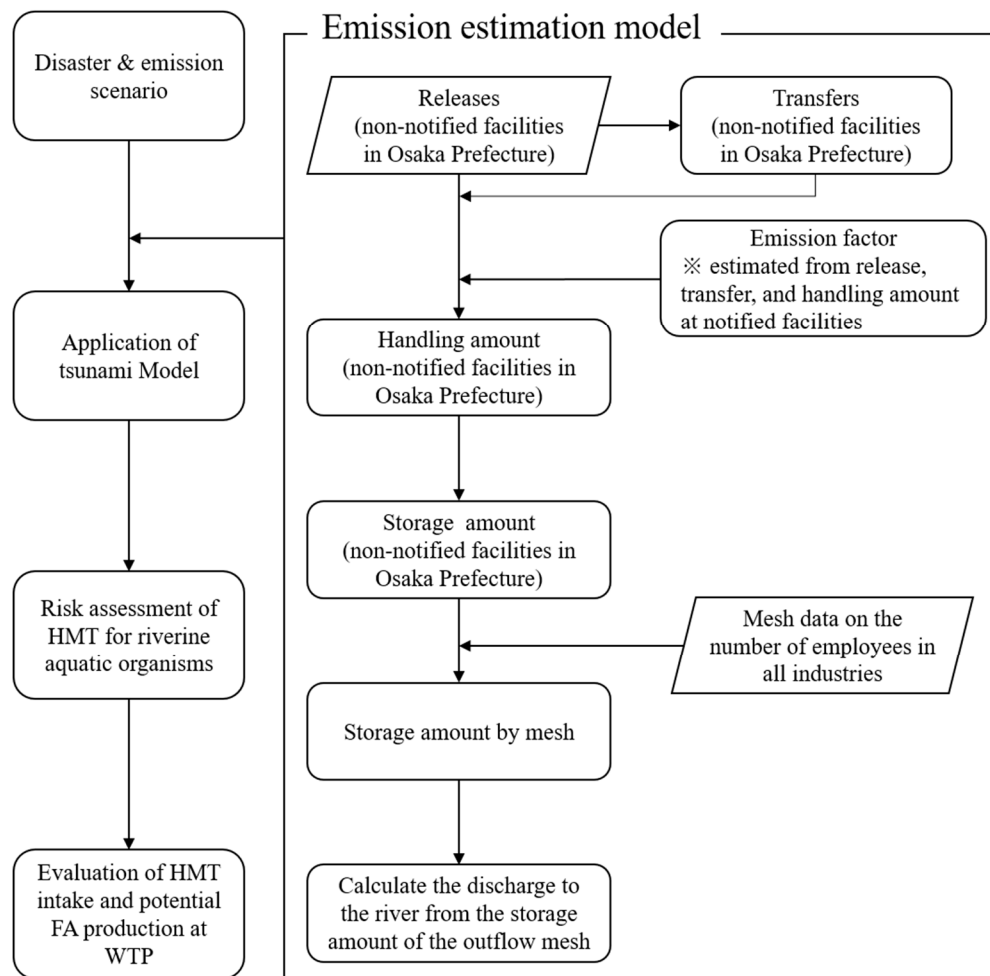 Emission estimation model
Disaster & emission
scenario
Application of
tsunami Model
Risk assessment of
HMT for riverine
aquatic organisms
Evaluation of HMT
intake and potential
FA production at
WTP
Releases
(non-notified facilities
in Osaka Prefecture)
Transfers
(non-notified facilities
in Osaka Prefecture)
Emission factor
※ estimated from release,
transfer, and handling amount
at notified facilities
Handling amount
(non-notified facilities in
Osaka Prefecture)
Storage amount
(non-notified facilities in
Osaka Prefecture)
Mesh data on the
number of employees in
all industries
Storage amount by mesh
Calculate the discharge to
the river from the storage
amount of the outflow mesh